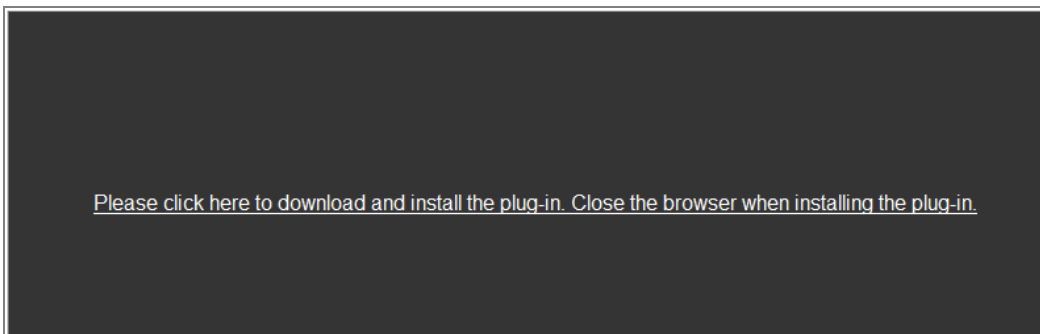 Please click here to download and install the plug-in. Close the browser when installing the plug-in.